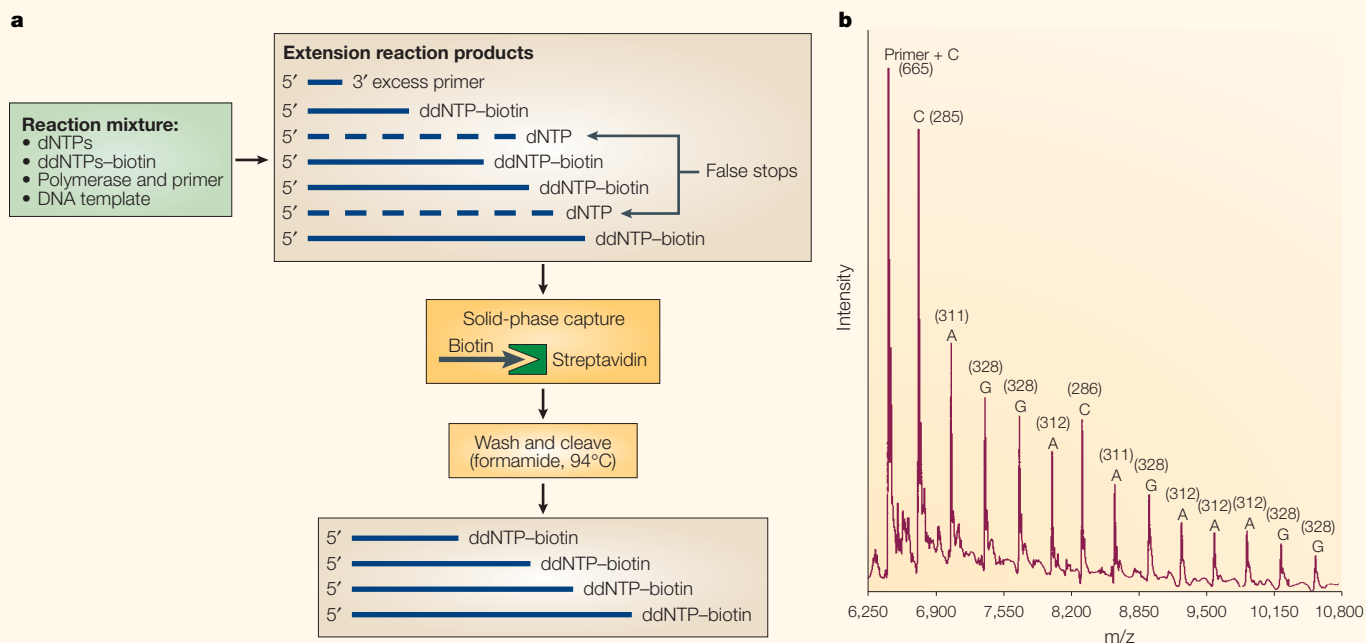 a
Reaction mixture:
• dNTPs
• ddNTPs–biotin
• Polymerase and primer
• DNA template
Extension reaction products
5′ 3′ excess primer
5′ ddNTP–biotin
5′ dNTP
5′ ddNTP–biotin
False stops
5′ ddNTP–biotin
5′ dNTP
5′ ddNTP–biotin
Solid-phase capture
Biotin
Streptavidin
Wash and cleave
(formamide, 94°C)
5′ ddNTP–biotin
5′ ddNTP–biotin
5′ ddNTP–biotin
5′ ddNTP–biotin
b
Intensity
Primer + C
(665)
C (285)
(311)
A
(328)
G
(328)
G
(312)
A
(286)
C
(311)
A
(328)
G
(312)
A
(312)
A
(312)
A
(328)
G
(328)
G
6,250 6,900 7,550 8,200 8,850 9,500 10,150 10,800
m/z